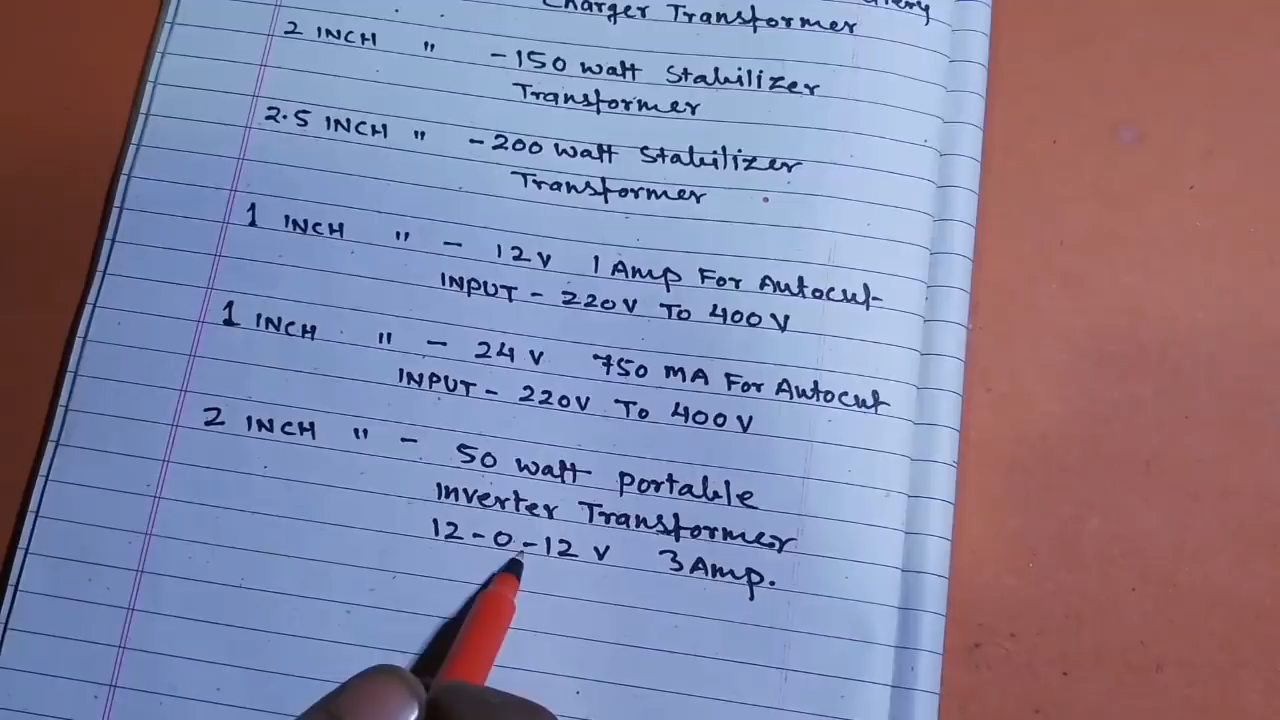 Charger Transformer
2 INCH " -150 watt Stabilizer
Transformer
2.5 INCH " -200 watt Stabilizer
Transformer
1 INCH " - 12V 1 Amp For Autocut
INPUT - 220V To 400V
1 INCH " - 24V 750 MA For Autocut
INPUT - 220V To 400V
2 INCH " - 50 watt Portable
Inverter Transformer
12-0-12 V 3 Amp.